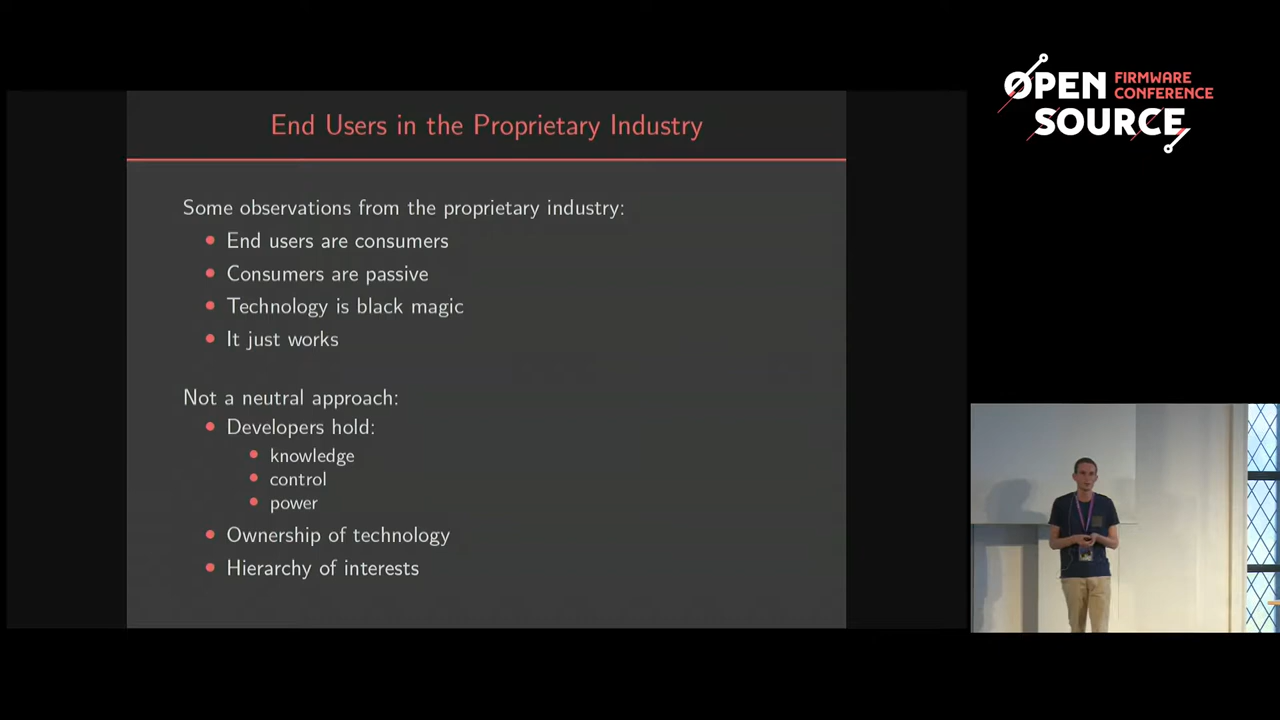 End Users in the Proprietary Industry
Some observations from the proprietary industry:
End users are consumers
Consumers are passive
Technology is black magic
It just works
Not a neutral approach:
Developers hold:
knowledge
control
power
Ownership of technology
Hierarchy of interests
OPEN FIRMWARE
CONFERENCE
SOURCE